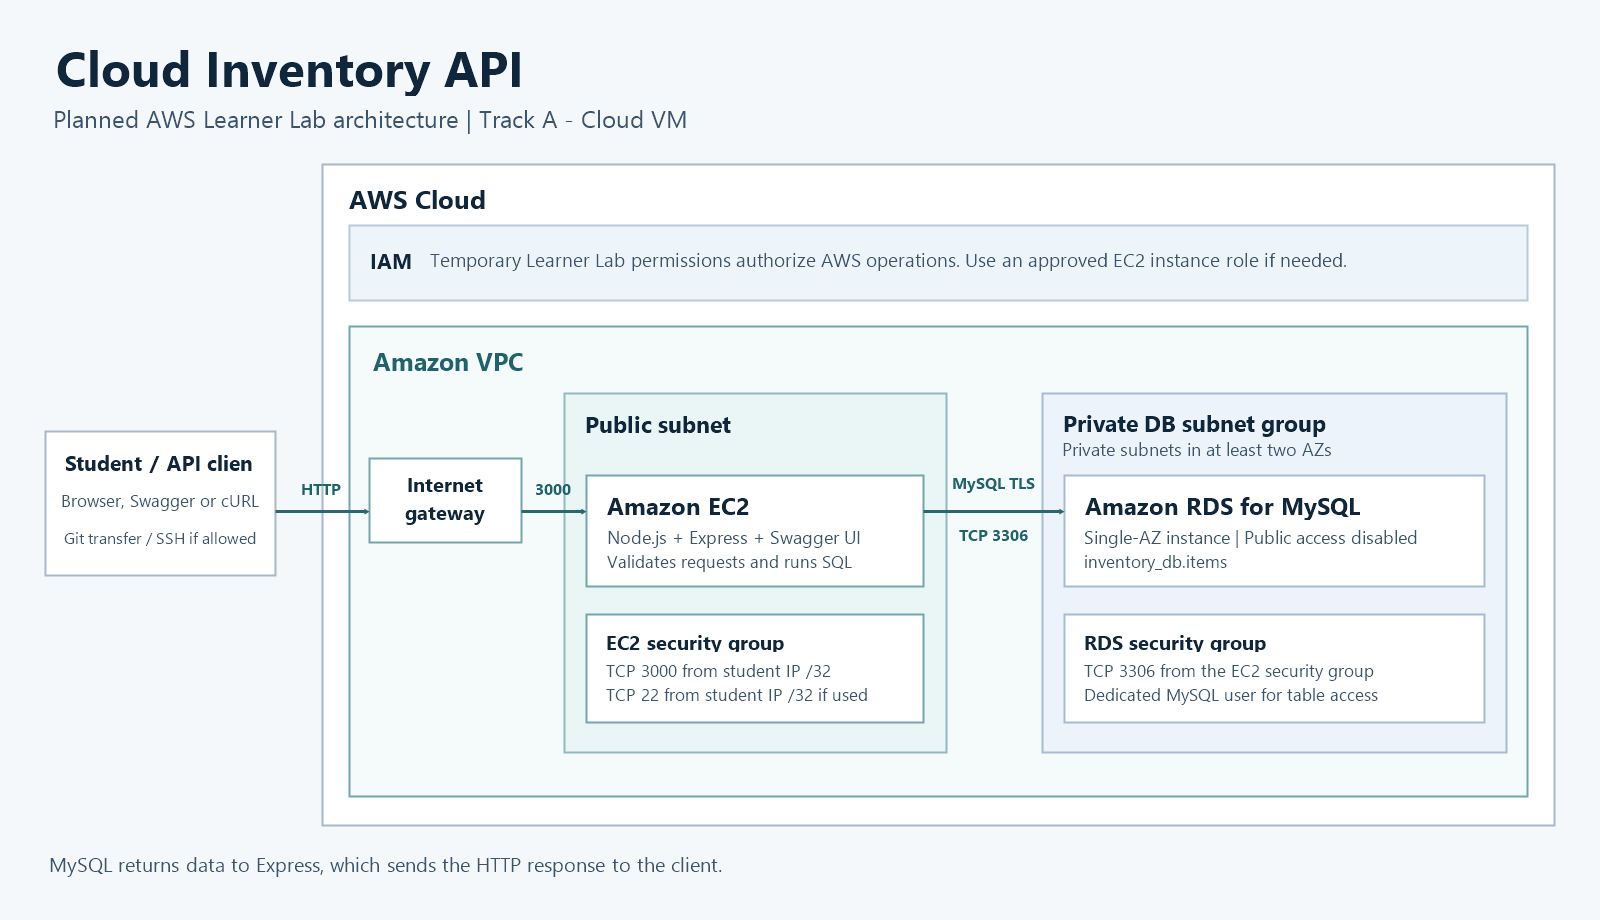 Cloud Inventory API
Planned AWS Learner Lab architecture | Track A - Cloud VM
AWS Cloud
IAM Temporary Learner Lab permissions authorize AWS operations. Use an approved EC2 instance role if needed.
Amazon VPC
Student / API clien
Browser, Swagger or cURL
Git transfer / SSH if allowed
HTTP
Internet
gateway
3000
Public subnet
Amazon EC2
Node.js + Express + Swagger UI
Validates requests and runs SQL
EC2 security group
TCP 3000 from student IP /32
TCP 22 from student IP /32 if used
MySQL TLS
TCP 3306
Private DB subnet group
Private subnets in at least two AZs
Amazon RDS for MySQL
Single-AZ instance | Public access disabled
inventory_db.items
RDS security group
TCP 3306 from the EC2 security group
Dedicated MySQL user for table access
MySQL returns data to Express, which sends the HTTP response to the client.